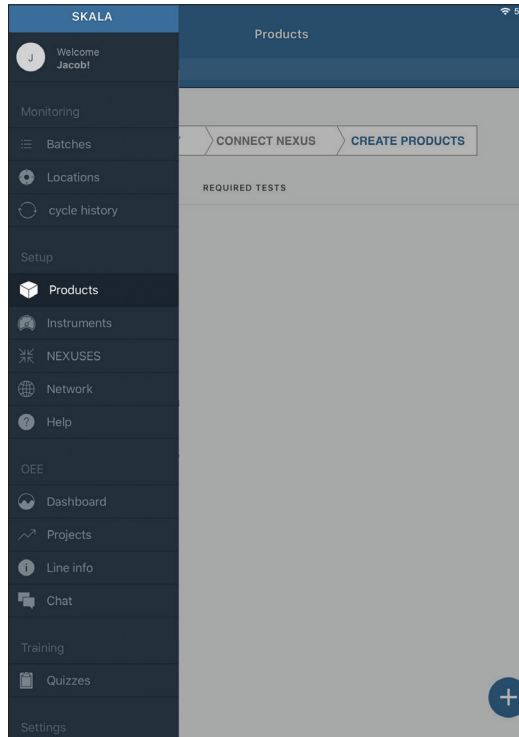 SKALA
Products
J
Welcome
Jacob!
Monitoring
Batches
CONNECT NEXUS
CREATE PRODUCTS
Locations
REQUIRED TESTS
cycle history
Setup
Products
Instruments
NEXUSES
Network
Help
OEE
Dashboard
Projects
Line info
Chat
Training
Quizzes
Settings